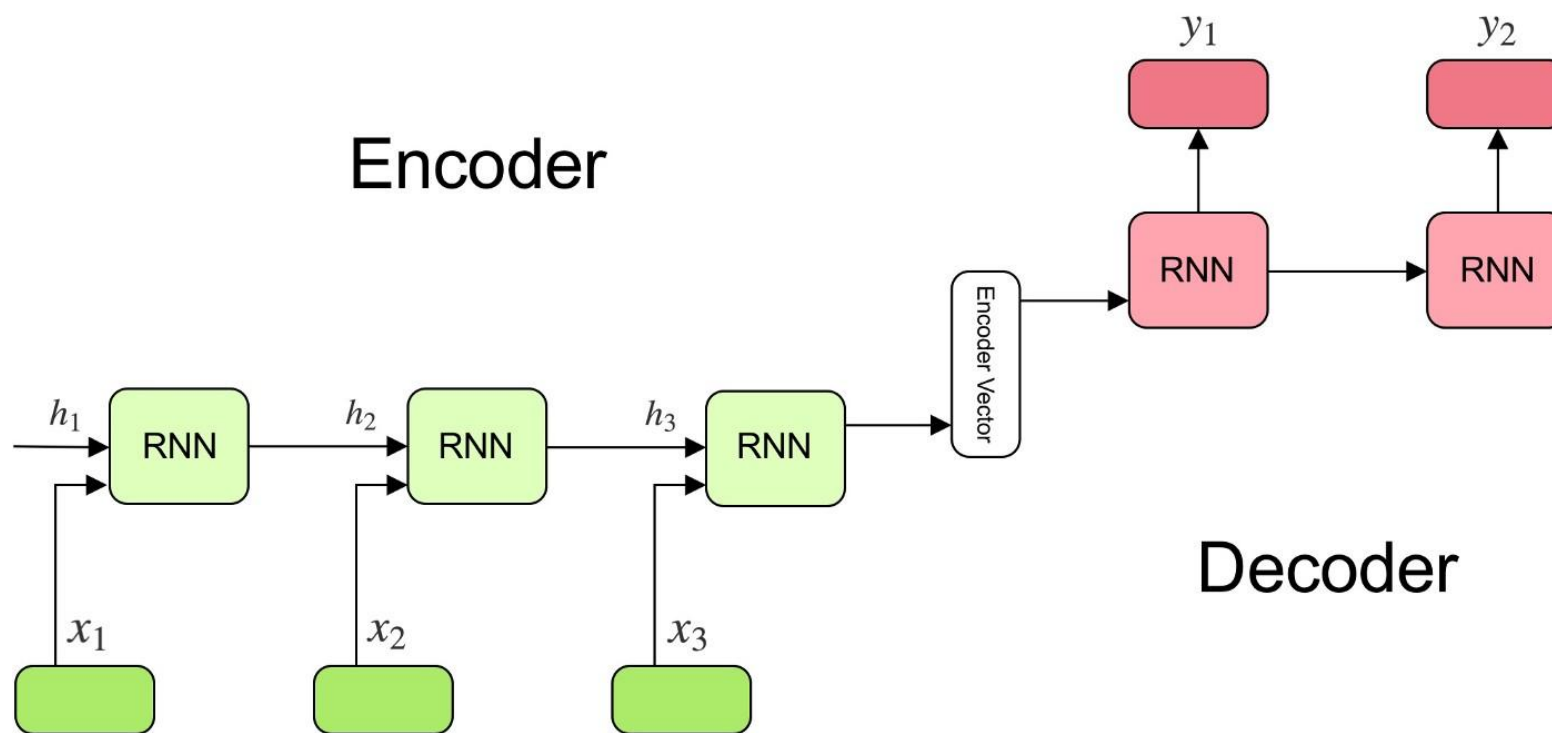 y₁
y₂
Encoder
RNN
RNN
Encoder Vector
h₁
h₂
h₃
RNN
RNN
RNN
Decoder
x₁
x₂
x₃